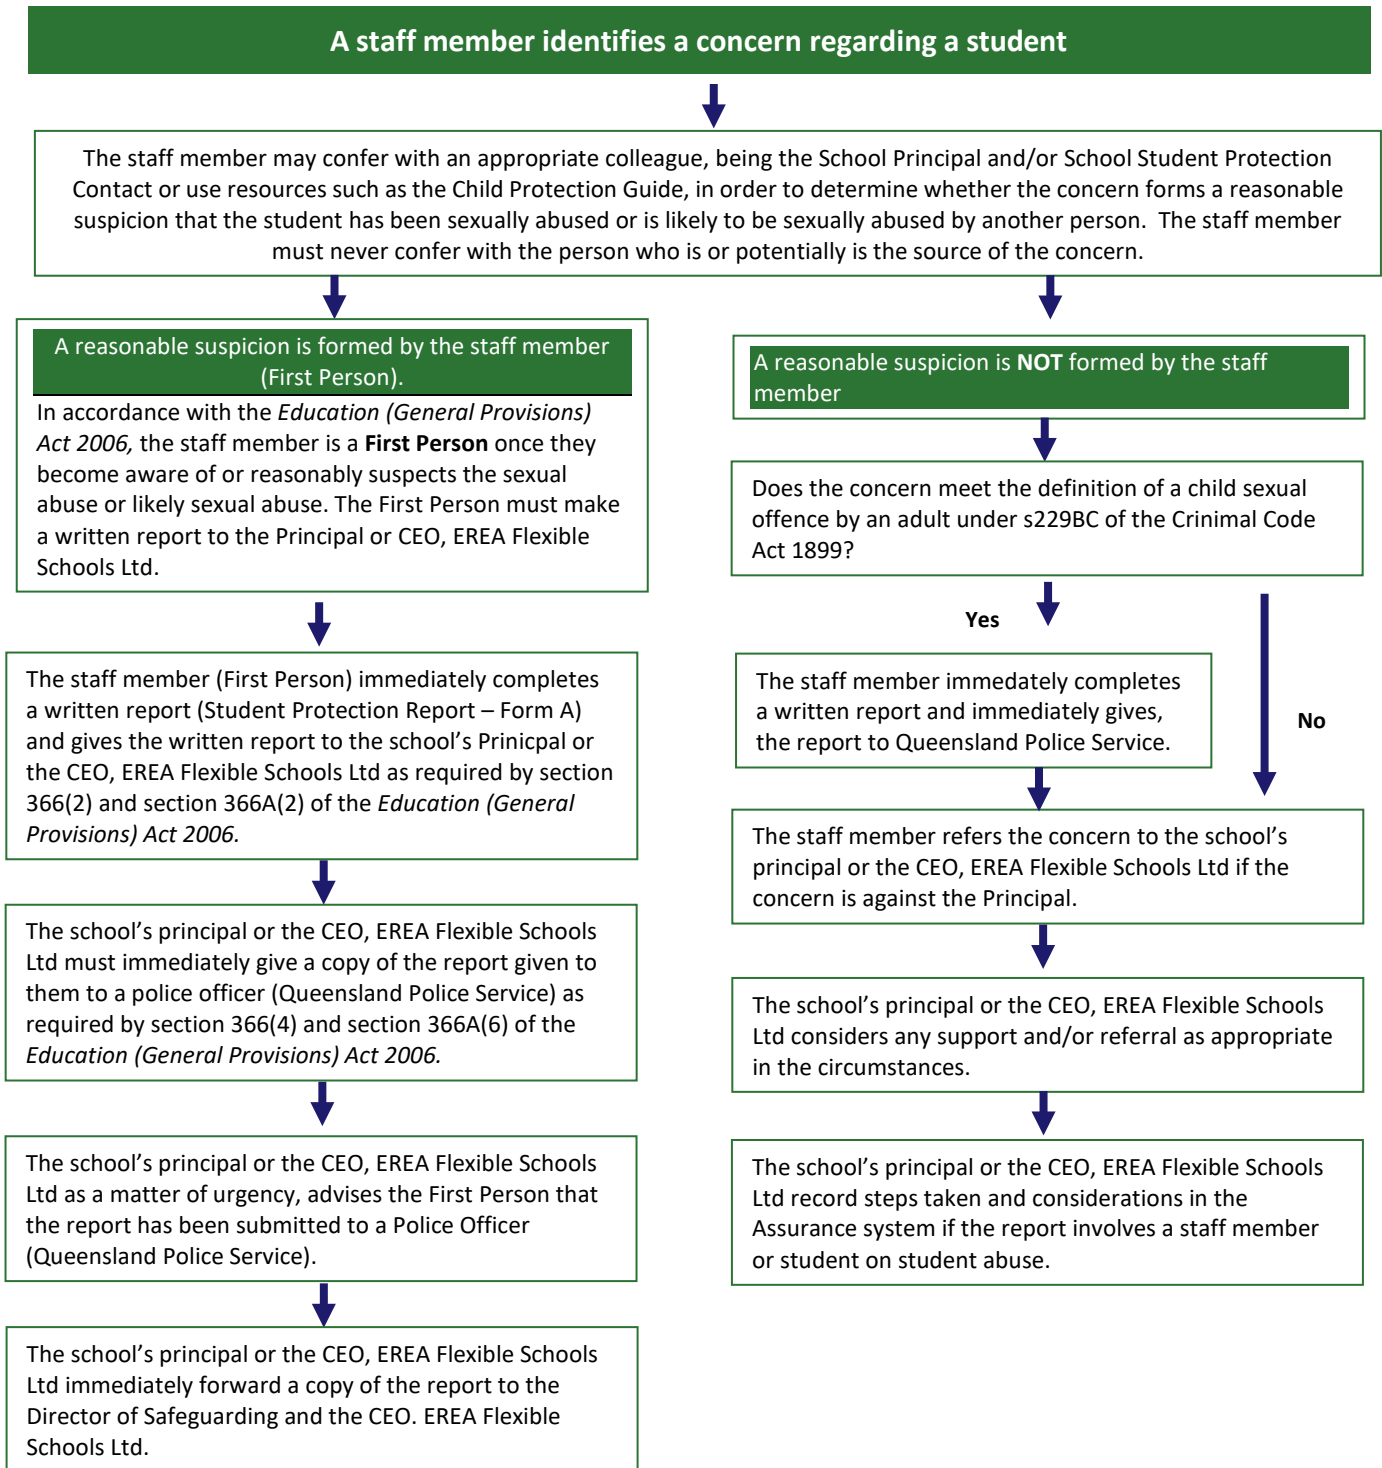 A staff member identifies a concern regarding a student
The staff member may confer with an appropriate colleague, being the School Principal and/or School Student Protection
Contact or use resources such as the Child Protection Guide, in order to determine whether the concern forms a reasonable
suspicion that the student has been sexually abused or is likely to be sexually abused by another person.  The staff member
must never confer with the person who is or potentially is the source of the concern.
A reasonable suspicion is formed by the staff member
(First Person).
In accordance with the Education (General Provisions)
Act 2006, the staff member is a First Person once they
become aware of or reasonably suspects the sexual
abuse or likely sexual abuse. The First Person must make
a written report to the Principal or CEO, EREA Flexible
Schools Ltd.
The staff member (First Person) immediately completes
a written report (Student Protection Report – Form A)
and gives the written report to the school’s Prinicpal or
the CEO, EREA Flexible Schools Ltd as required by section
366(2) and section 366A(2) of the Education (General
Provisions) Act 2006.
The school’s principal or the CEO, EREA Flexible Schools
Ltd must immediately give a copy of the report given to
them to a police officer (Queensland Police Service) as
required by section 366(4) and section 366A(6) of the
Education (General Provisions) Act 2006.
The school’s principal or the CEO, EREA Flexible Schools
Ltd as a matter of urgency, advises the First Person that
the report has been submitted to a Police Officer
(Queensland Police Service).
The school’s principal or the CEO, EREA Flexible Schools
Ltd immediately forward a copy of the report to the
Director of Safeguarding and the CEO. EREA Flexible
Schools Ltd.
A reasonable suspicion is NOT formed by the staff
member
Does the concern meet the definition of a child sexual
offence by an adult under s229BC of the Crinimal Code
Act 1899?
Yes
No
The staff member immedately completes
a written report and immediately gives,
the report to Queensland Police Service.
The staff member refers the concern to the school’s
principal or the CEO, EREA Flexible Schools Ltd if the
concern is against the Principal.
The school’s principal or the CEO, EREA Flexible Schools
Ltd considers any support and/or referral as appropriate
in the circumstances.
The school’s principal or the CEO, EREA Flexible Schools
Ltd record steps taken and considerations in the
Assurance system if the report involves a staff member
or student on student abuse.